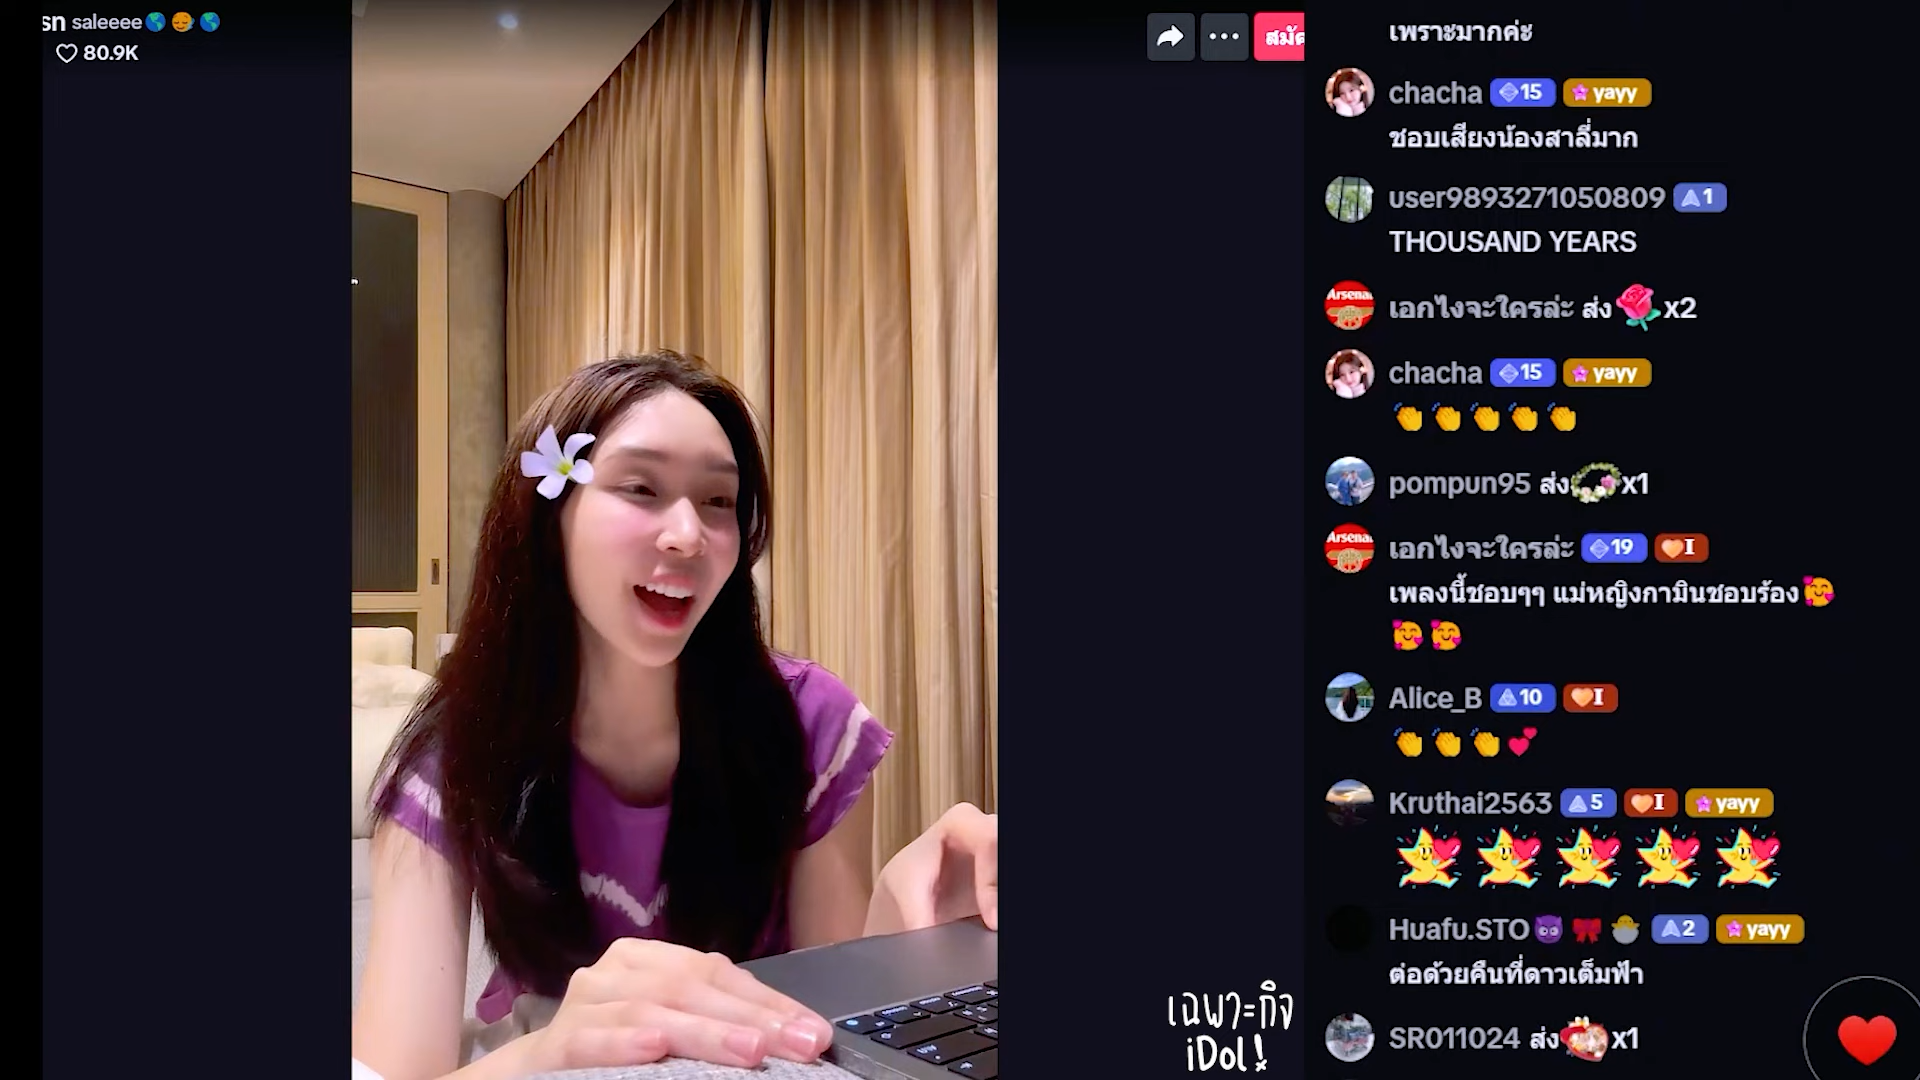 sn saleeee🌎🥵🌎
80.9K
สมัค
เพราะมากค่ะ
chacha 15 yayy
ชอบเสียงน้องสาลี่มาก
user9893271050809 1
THOUSAND YEARS
Arsenal
เอกไงจะใครล่ะ ส่ง x2
chacha 15 yayy
👏👏👏👏👏
pompun95 ส่ง x1
Arsenal
เอกไงจะใครล่ะ 19 I
เพลงนี้ชอบๆๆ แม่หญิงกามินชอบร้อง🥰
🥰🥰
Alice_B 10 I
👏👏👏💕
Kruthai2563 5 I yayy
Huafu.STO😈🎀🐣 2 yayy
ต่อด้วยคืนที่ดาวเต็มฟ้า
SR011024 ส่ง x1
เฉพาะกิจ
iDol!